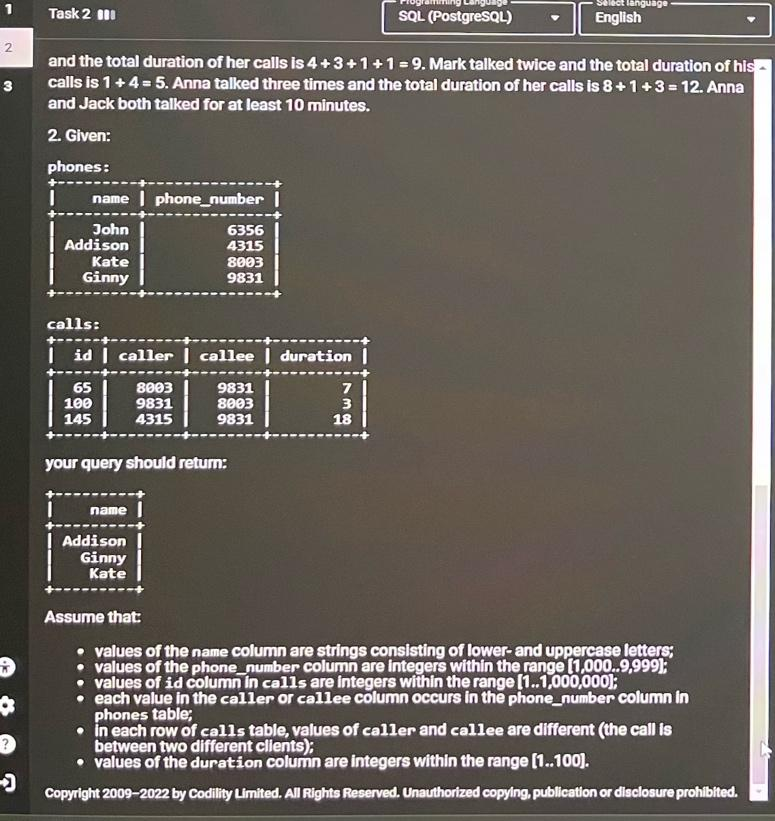 1
Task 2
Programming Language
SQL (PostgreSQL)
Select language
English
2
3
and the total duration of her calls is 4 + 3 + 1 + 1 = 9. Mark talked twice and the total duration of his
calls is 1 + 4 = 5. Anna talked three times and the total duration of her calls is 8 + 1 + 3 = 12. Anna
and Jack both talked for at least 10 minutes.
2. Given:
phones:
+---------+--------------+
| name | phone_number |
+---------+--------------+
| John | 6356 |
| Addison | 4315 |
| Kate | 8003 |
| Ginny | 9831 |
+---------+--------------+
calls:
+-----+--------+--------+----------+
| id | caller | callee | duration |
+-----+--------+--------+----------+
| 65 | 8003 | 9831 | 7 |
| 100 | 9831 | 8003 | 3 |
| 145 | 4315 | 9831 | 18 |
+-----+--------+--------+----------+
your query should return:
+---------+
| name |
+---------+
| Addison |
| Ginny |
| Kate |
+---------+
Assume that:
• values of the name column are strings consisting of lower- and uppercase letters;
• values of the phone_number column are integers within the range [1,000..9,999];
• values of id column in calls are integers within the range [1..1,000,000];
• each value in the caller or callee column occurs in the phone_number column in
phones table;
• in each row of calls table, values of caller and callee are different (the call is
between two different clients);
• values of the duration column are integers within the range [1..100].
Copyright 2009–2022 by Codility Limited. All Rights Reserved. Unauthorized copying, publication or disclosure prohibited.